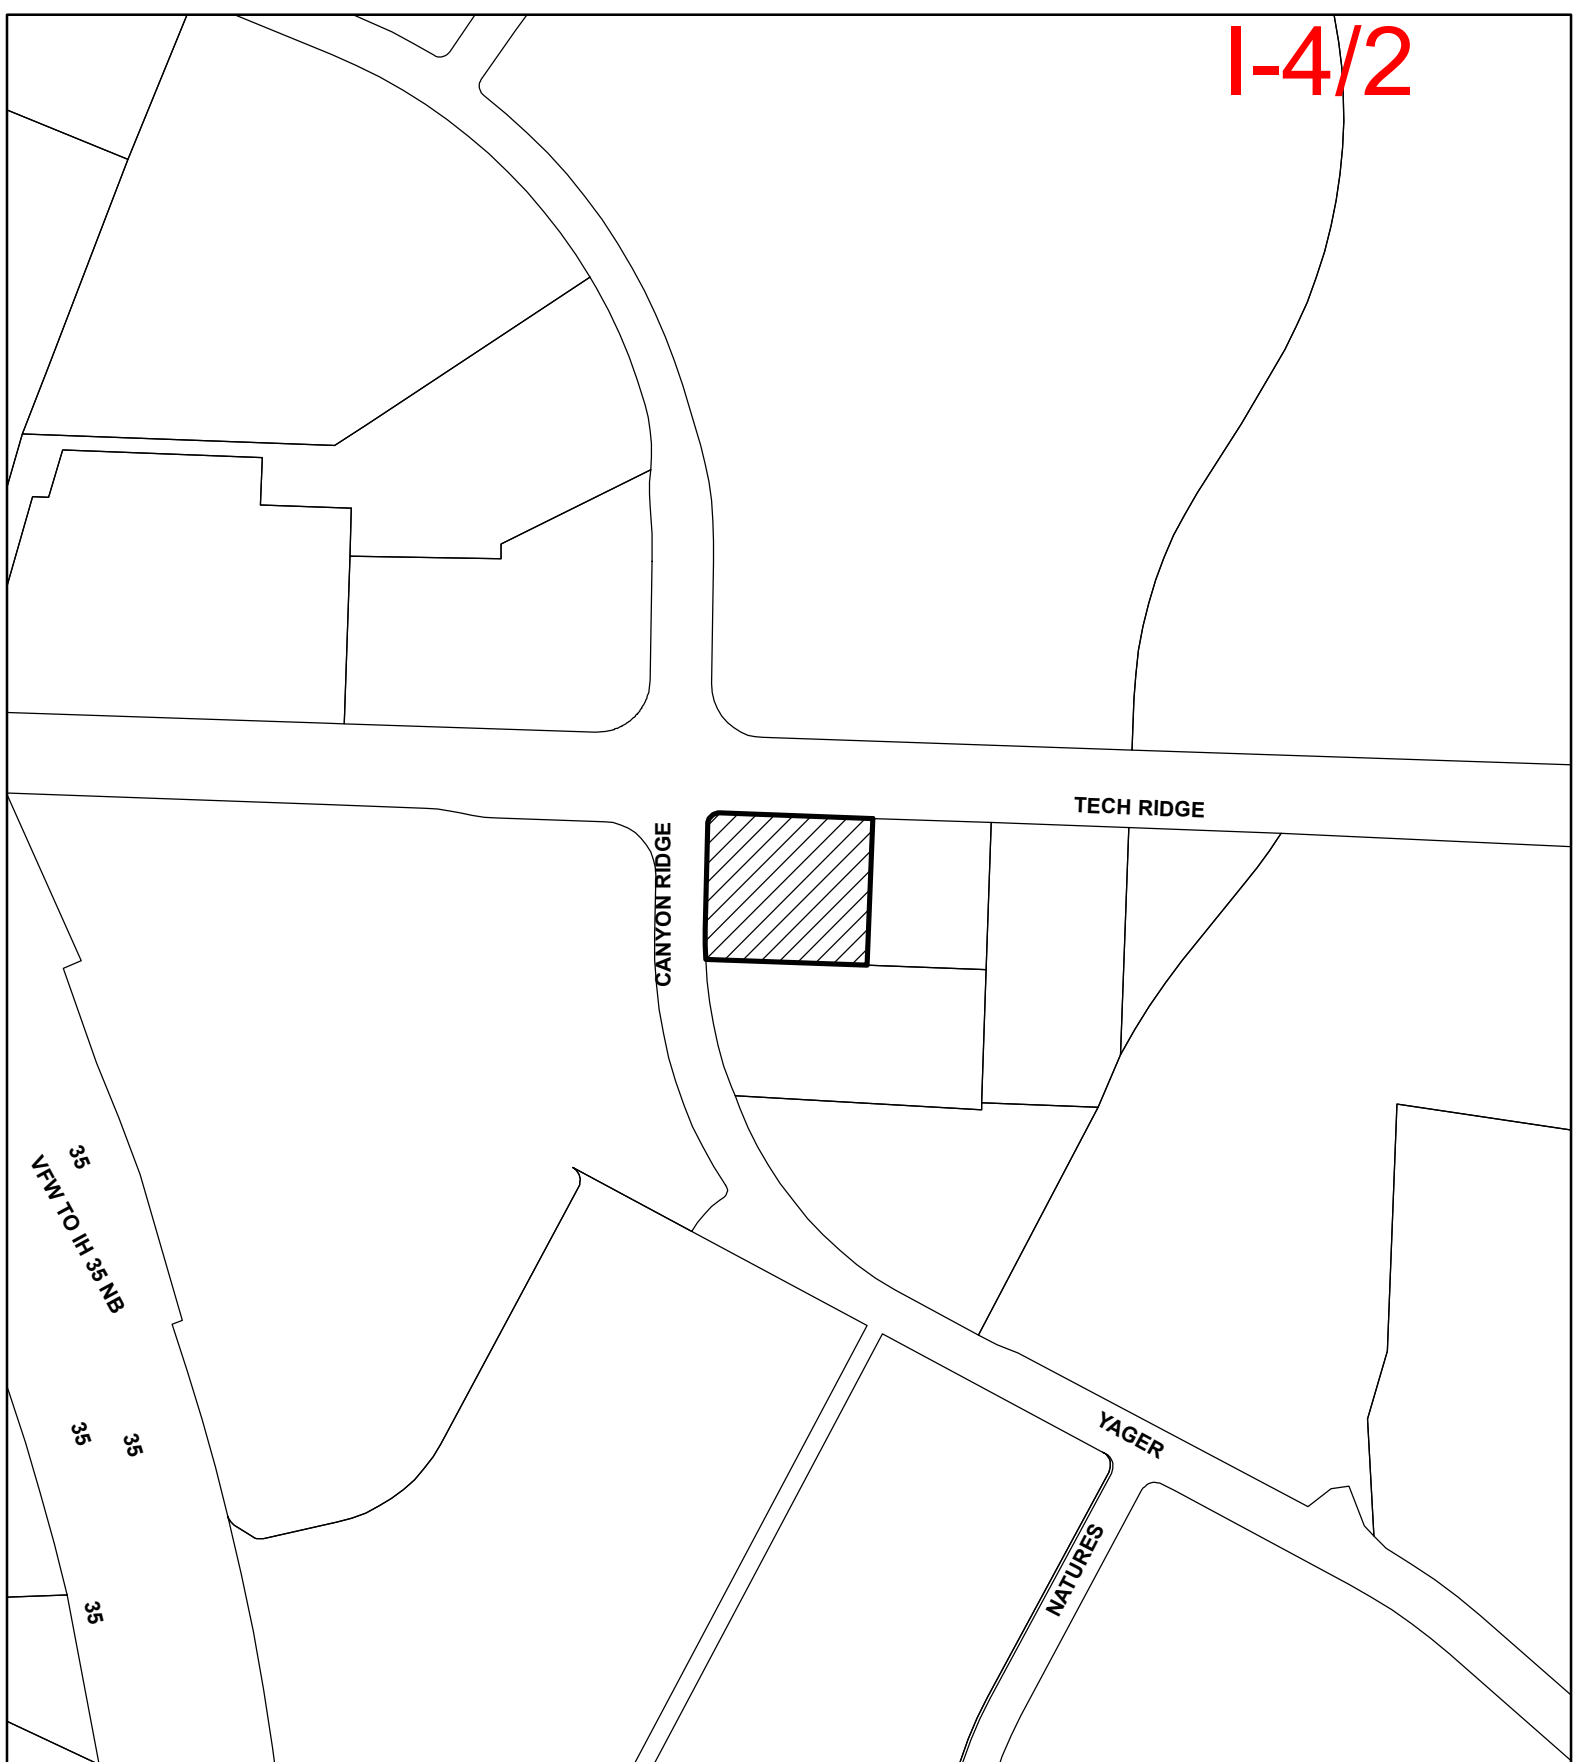 I-4/2
TECH RIDGE
CANYON RIDGE
35
VFW TO IH 35 NB
35
35
YAGER
NATURES
35